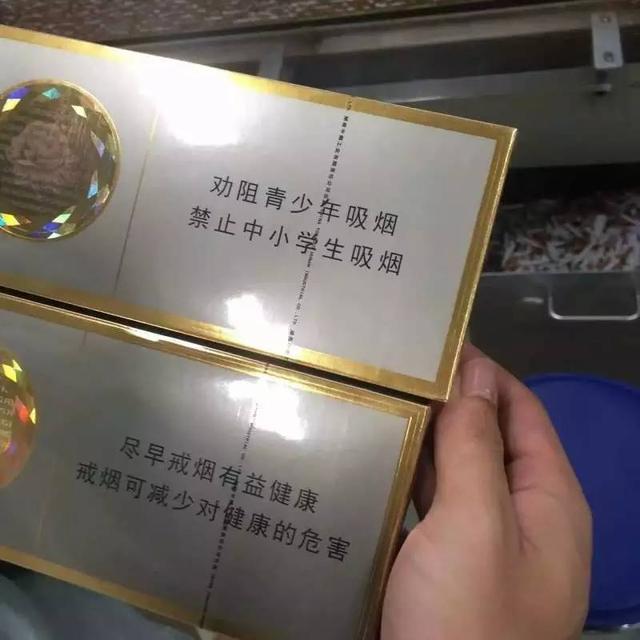 劝阻青少年吸烟
禁止中小学生吸烟
尽早戒烟有益健康
戒烟可减少对健康的危害